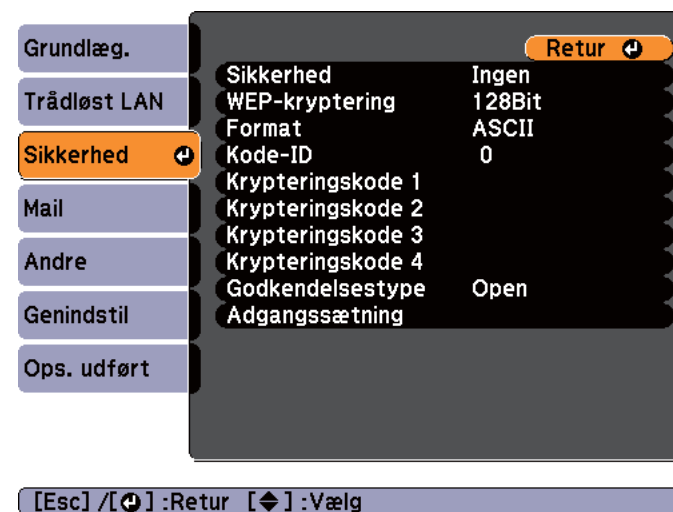 Grundlæg.
Trådløst LAN
Sikkerhed
Mail
Andre
Genindstil
Ops. udført
Retur
Sikkerhed Ingen
WEP-kryptering 128Bit
Format ASCII
Kode-ID 0
Krypteringskode 1
Krypteringskode 2
Krypteringskode 3
Krypteringskode 4
Godkendelsestype Open
Adgangssætning
[Esc] /[⏎] :Retur [◆] :Vælg